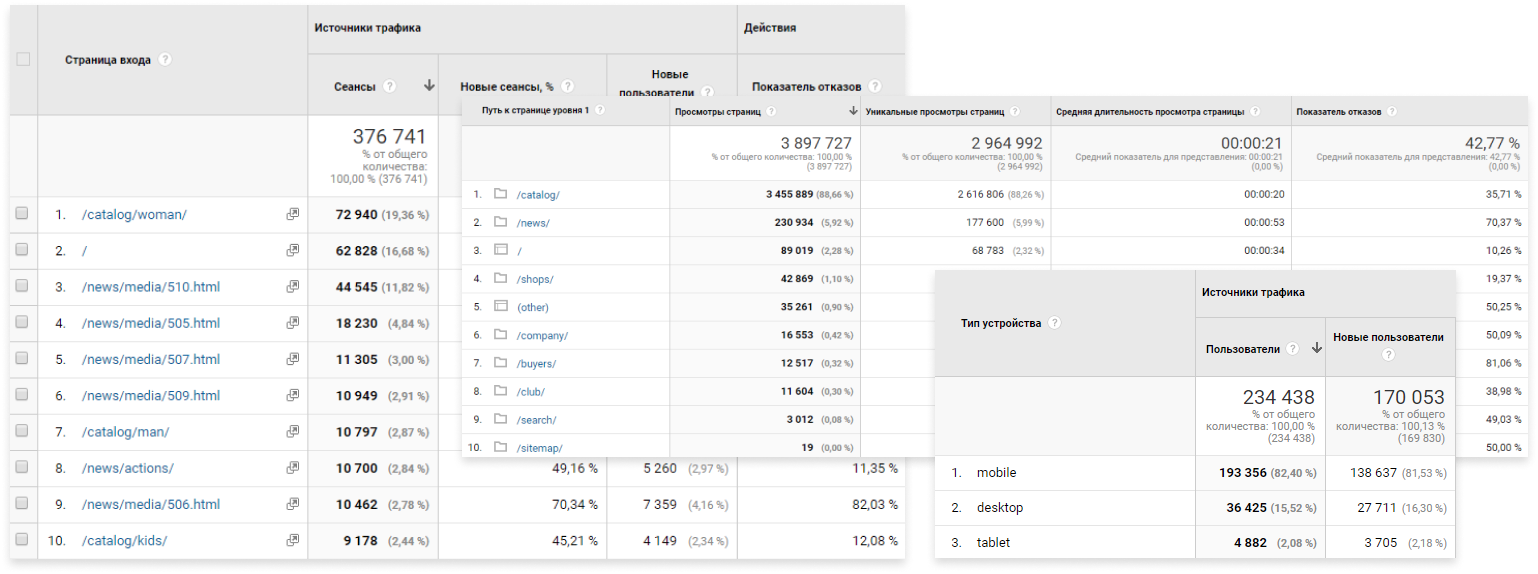 Страница входа ?
Источники трафика
Действия
Сеансы ?
Новые сеансы, % ?
Новые
пользователи ?
Показатель отказов ?
376 741
% от общего
количества:
100,00 % (376 741)
1. /catalog/woman/ 72 940 (19,36 %)
2. / 62 828 (16,68 %)
3. /news/media/510.html 44 545 (11,82 %)
4. /news/media/505.html 18 230 (4,84 %)
5. /news/media/507.html 11 305 (3,00 %)
6. /news/media/509.html 10 949 (2,91 %)
7. /catalog/man/ 10 797 (2,87 %)
8. /news/actions/ 10 700 (2,84 %) 49,16 % 5 260 (2,97 %) 11,35 %
9. /news/media/506.html 10 462 (2,78 %) 70,34 % 7 359 (4,16 %) 82,03 %
10. /catalog/kids/ 9 178 (2,44 %) 45,21 % 4 149 (2,34 %) 12,08 %
Путь к странице уровня 1 ? Просмотры страниц ? Уникальные просмотры страниц ? Средняя длительность просмотра страницы ? Показатель отказов ?
3 897 727 2 964 992 00:00:21 42,77 %
% от общего количества: 100,00 % % от общего количества: 100,00 % Средний показатель для представления: 00:00:21 Средний показатель для представления: 42,77 %
(3 897 727) (2 964 992) (0,00 %) (0,00 %)
1. /catalog/ 3 455 889 (88,66 %) 2 616 806 (88,26 %) 00:00:20 35,71 %
2. /news/ 230 934 (5,92 %) 177 600 (5,99 %) 00:00:53 70,37 %
3. / 89 019 (2,28 %) 68 783 (2,32 %) 00:00:34 10,26 %
4. /shops/ 42 869 (1,10 %) 19,37 %
5. (other) 35 261 (0,90 %) 50,25 %
6. /company/ 16 553 (0,42 %) 50,09 %
7. /buyers/ 12 517 (0,32 %) 81,06 %
8. /club/ 11 604 (0,30 %) 38,98 %
9. /search/ 3 012 (0,08 %) 49,03 %
10. /sitemap/ 19 (0,00 %) 50,00 %
Тип устройства ?
Источники трафика
Пользователи ?
Новые пользователи
?
234 438 170 053
% от общего % от общего
количества: 100,00 % количества: 100,13 %
(234 438) (169 830)
1. mobile 193 356 (82,40 %) 138 637 (81,53 %)
2. desktop 36 425 (15,52 %) 27 711 (16,30 %)
3. tablet 4 882 (2,08 %) 3 705 (2,18 %)